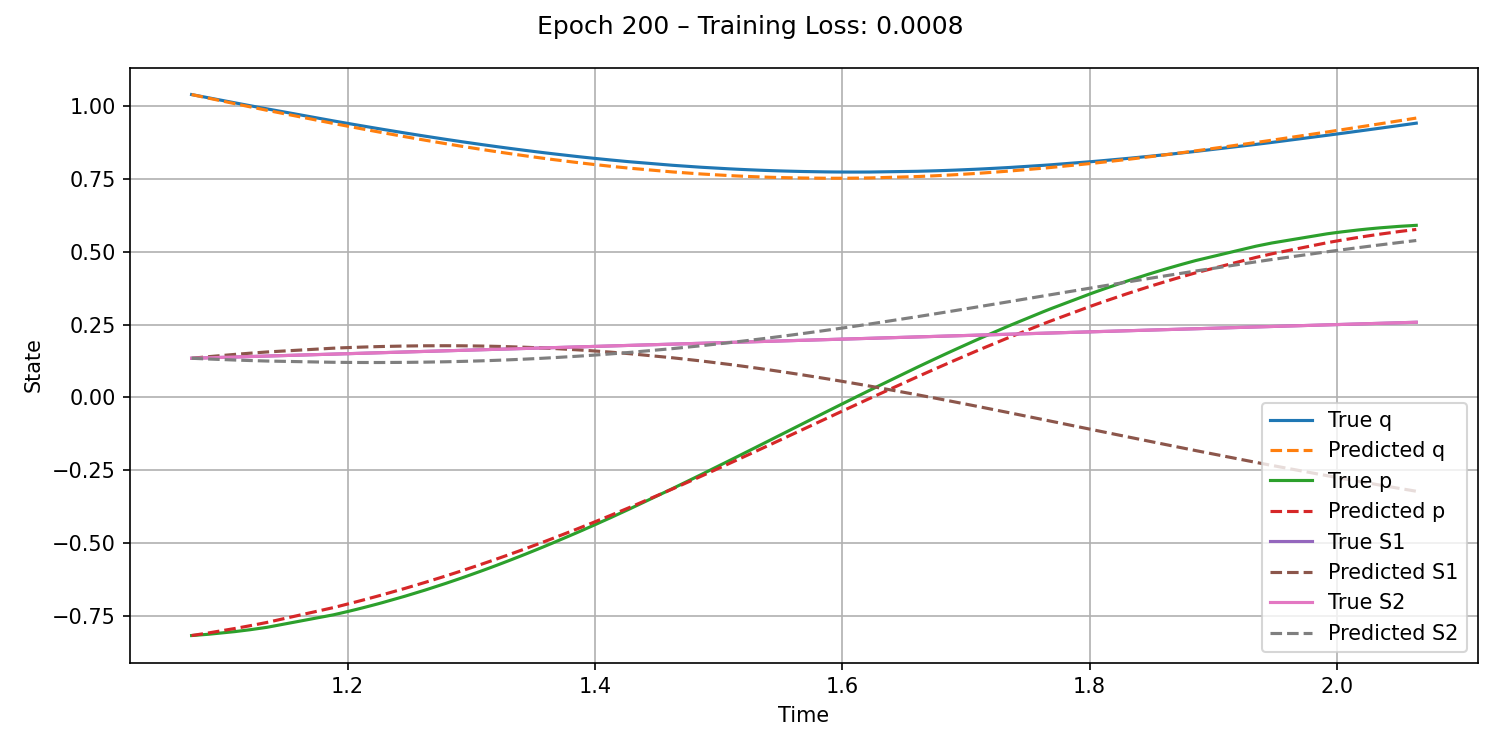 Epoch 200 – Training Loss: 0.0008
1.00
0.75
0.50
0.25
0.00
−0.25
−0.50
−0.75
State
1.2
1.4
1.6
1.8
2.0
Time
True q
Predicted q
True p
Predicted p
True S1
Predicted S1
True S2
Predicted S2